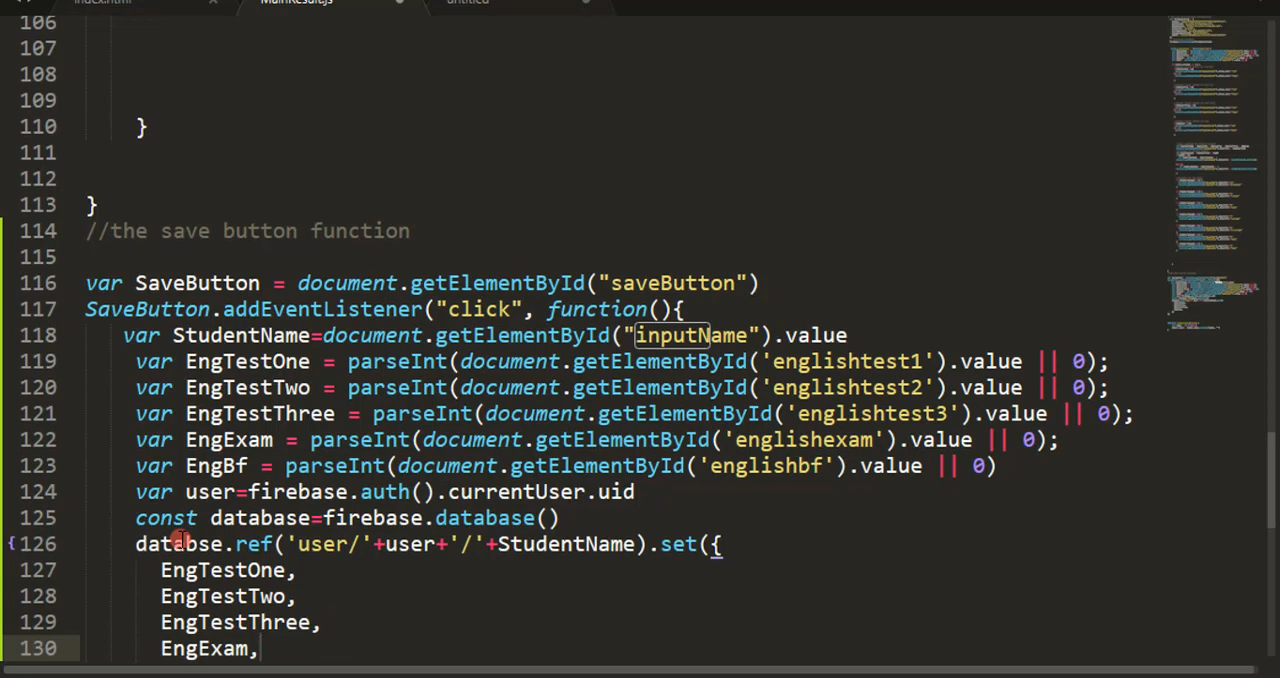 index.html
MainResult.js
untitled
106
107
108
109
110 }
111
112
113 }
114 //the save button function
115
116 var SaveButton = document.getElementById("saveButton")
117 SaveButton.addEventListener("click", function(){
118 var StudentName=document.getElementById("inputName").value
119 var EngTestOne = parseInt(document.getElementById('englishtest1').value || 0);
120 var EngTestTwo = parseInt(document.getElementById('englishtest2').value || 0);
121 var EngTestThree = parseInt(document.getElementById('englishtest3').value || 0);
122 var EngExam = parseInt(document.getElementById('englishexam').value || 0);
123 var EngBf = parseInt(document.getElementById('englishbf').value || 0)
124 var user=firebase.auth().currentUser.uid
125 const database=firebase.database()
{126 databse.ref('user/'+user+'/'+StudentName).set({
127 EngTestOne,
128 EngTestTwo,
129 EngTestThree,
130 EngExam,